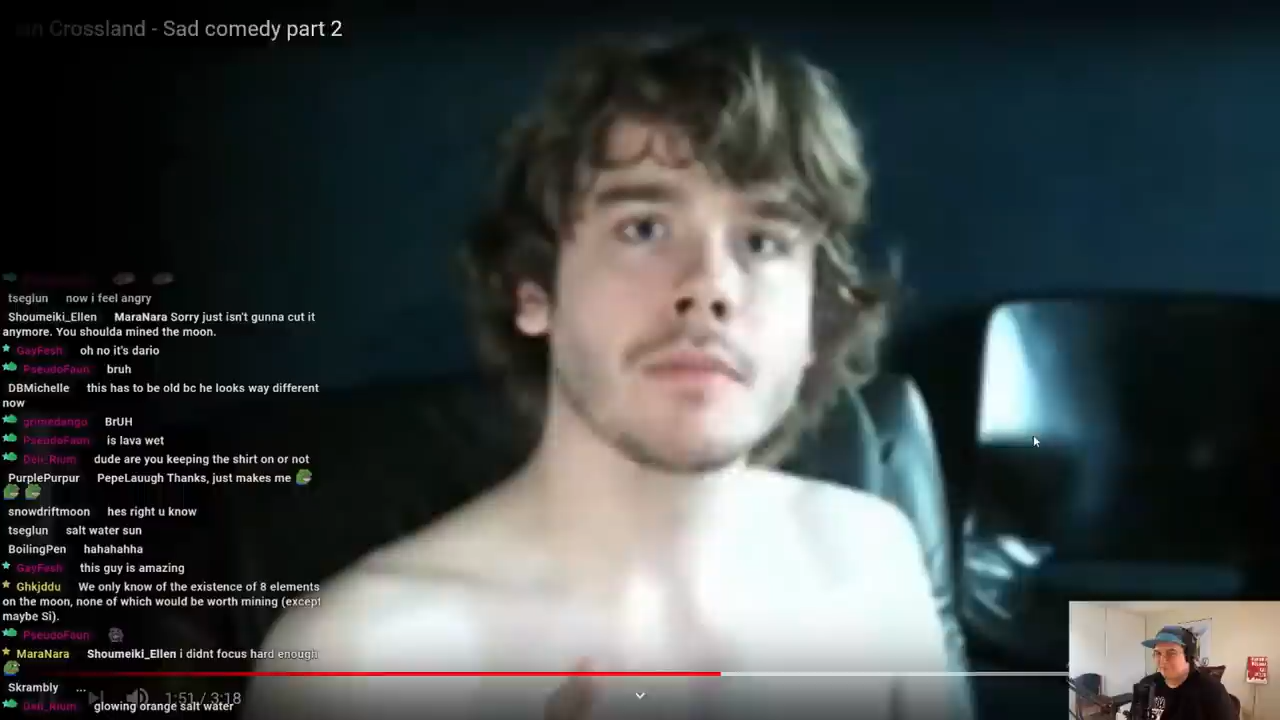 Crossland - Sad comedy part 2
tseglun now i feel angry
Shoumeiki_Ellen MaraNara Sorry just isn't gunna cut it
anymore. You shoulda mined the moon.
GayFesh oh no it's dario
PseudoFaun bruh
DBMichelle this has to be old bc he looks way different
now
grimedango BrUH
PseudoFaun is lava wet
Deli_Rium dude are you keeping the shirt on or not
PurplePurpur PepeLauugh Thanks, just makes me
snowdriftmoon hes right u know
tseglun salt water sun
BoilingPen hahahahha
GayFesh this guy is amazing
Ghkjddu We only know of the existence of 8 elements
on the moon, none of which would be worth mining (except
maybe Si).
PseudoFaun
MaraNara Shoumeiki_Ellen i didnt focus hard enough
Skrambly ...
1:51 / 3:18
Deli_Rium glowing orange salt water